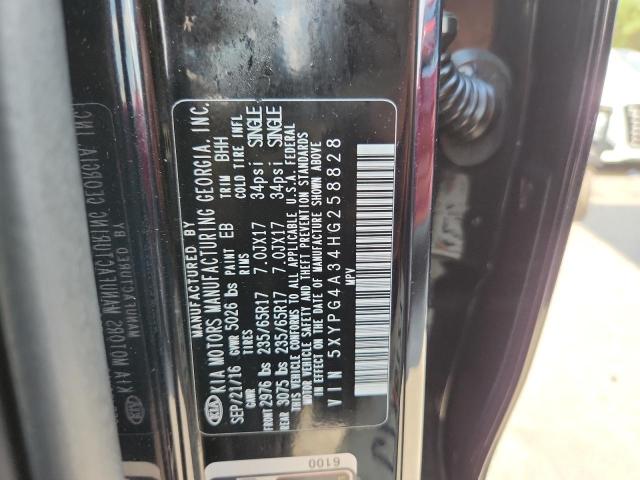 MANUFACTURED BY
KIA KIA MOTORS MANUFACTURING GEORGIA, INC.
SEP/21/16 GVWR 5026 lbs PAINT EB TRIM BHH
GAWR TIRES RIMS COLD TIRE INFL
FRONT 2976 lbs 235/65R17 7.0JX17 34psi SINGLE
REAR 3075 lbs 235/65R17 7.0JX17 34psi SINGLE
THIS VEHICLE CONFORMS TO ALL APPLICABLE U.S.A. FEDERAL
MOTOR VEHICLE SAFETY AND THEFT PREVENTION STANDARDS
IN EFFECT ON THE DATE OF MANUFACTURE SHOWN ABOVE
VIN 5XYPG4A34HG258828
MPV
6100